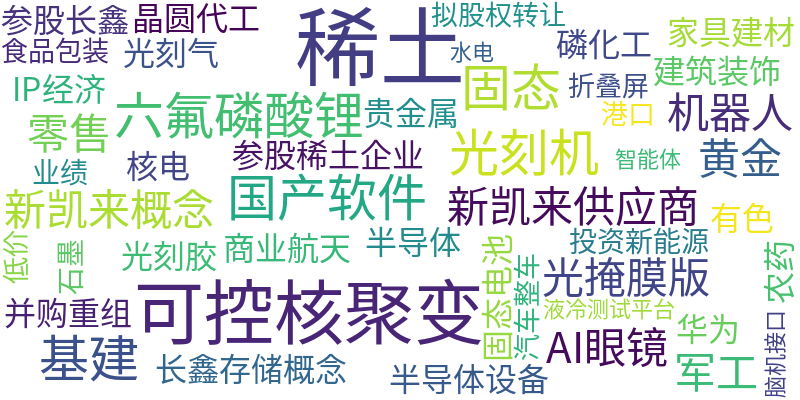 参股长鑫
晶圆代工
稀土
拟股权转让
食品包装
光刻气
水电
磷化工
家具建材
IP经济
六氟磷酸锂
贵金属
固态
折叠屏
建筑装饰
零售
港口
机器人
业绩
核电
参股稀土企业
光刻机
智能体
黄金
新凯来概念
国产软件
新凯来供应商
有色
低价
石墨
光刻胶
商业航天
半导体
固态电池
汽车整车
投资新能源
光掩膜版
农药
并购重组
可控核聚变
液冷测试平台
华为
脑机接口
基建
长鑫存储概念
半导体设备
AI眼镜
军工